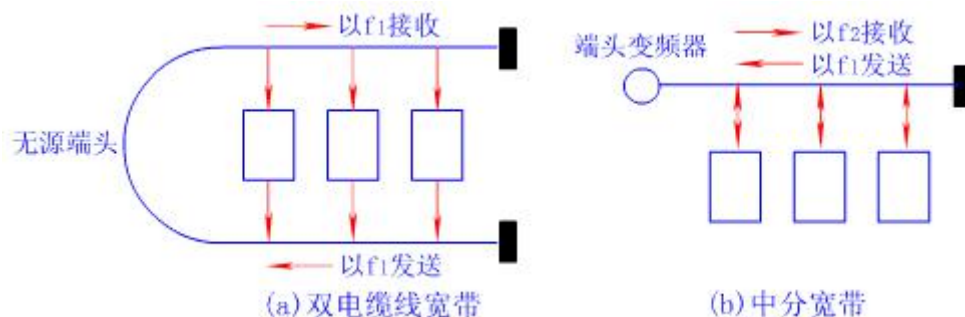 以f1接收
无源端头
以f1发送
(a)双电缆线宽带
端头变频器
以f2接收
以f1发送
(b)中分宽带